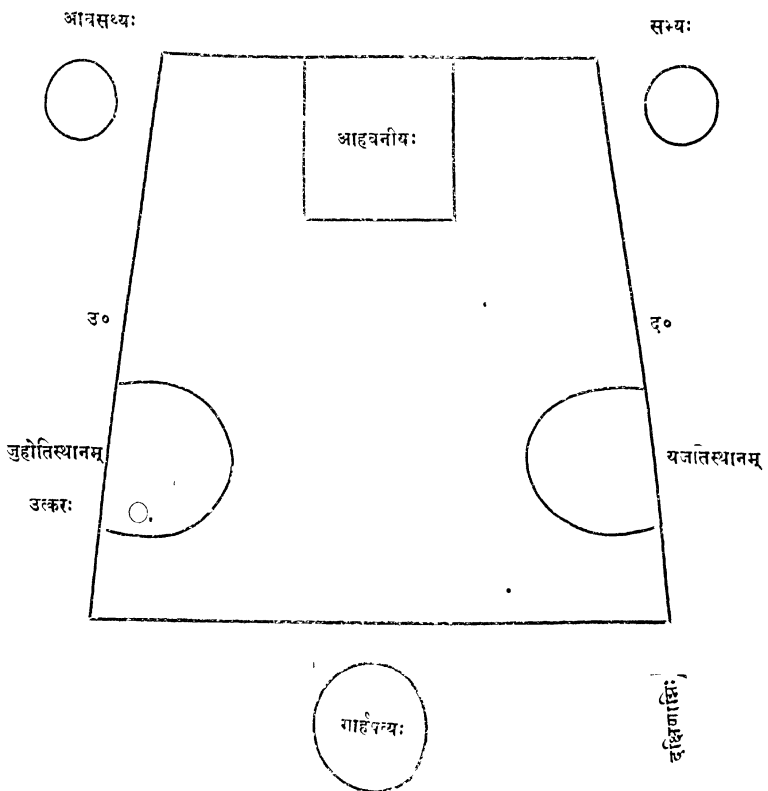 आवसथ्यः
सभ्यः
आहवनीयः
उ०
द०
जुहोतिस्थानम्
यजतिस्थानम्
उत्करः
गार्हपत्यः
दक्षिणाग्निः